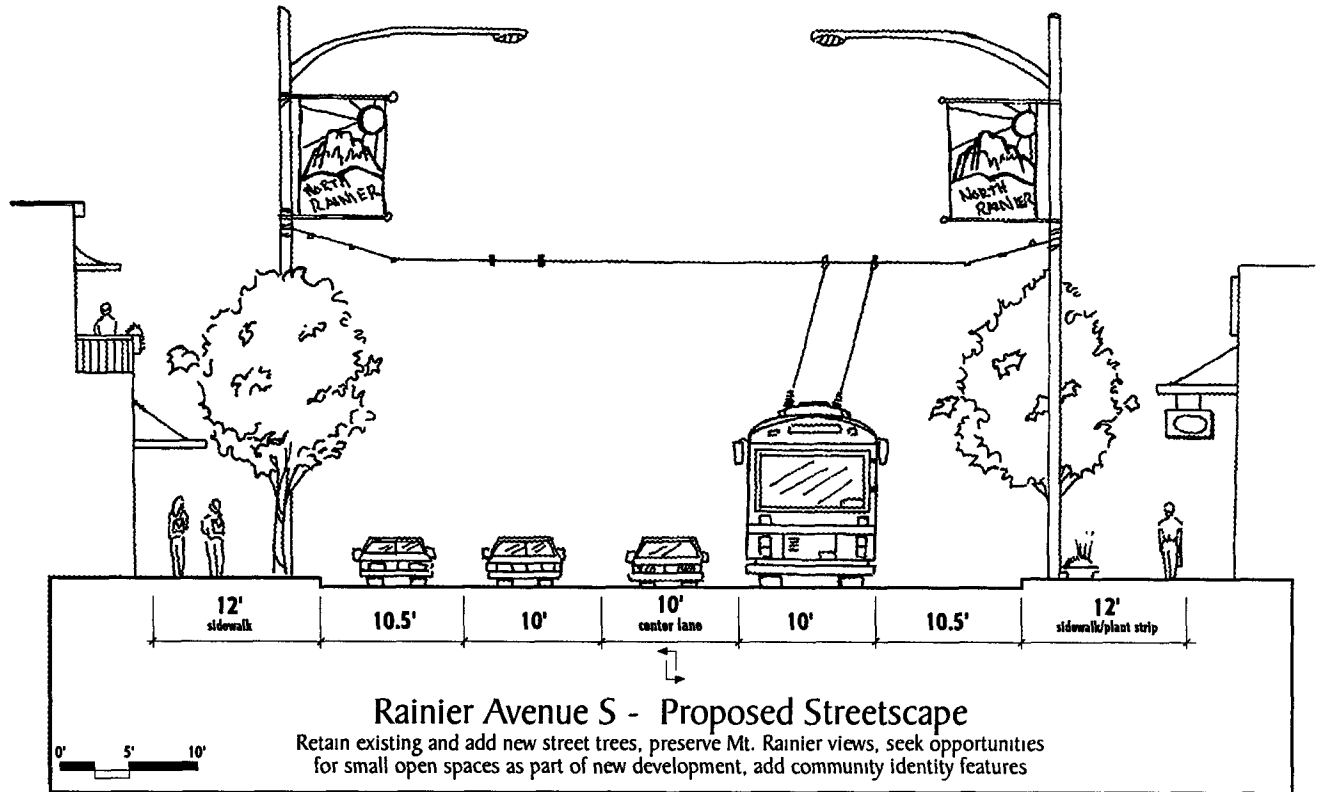 NORTH
RAINIER
NORTH
RAINIER
12'
sidewalk
10.5'
10'
10'
center lane
10'
10.5'
12'
sidewalk/plant strip
Rainier Avenue S - Proposed Streetscape
Retain existing and add new street trees, preserve Mt. Rainier views, seek opportunities
for small open spaces as part of new development, add community identity features
0' 5' 10'